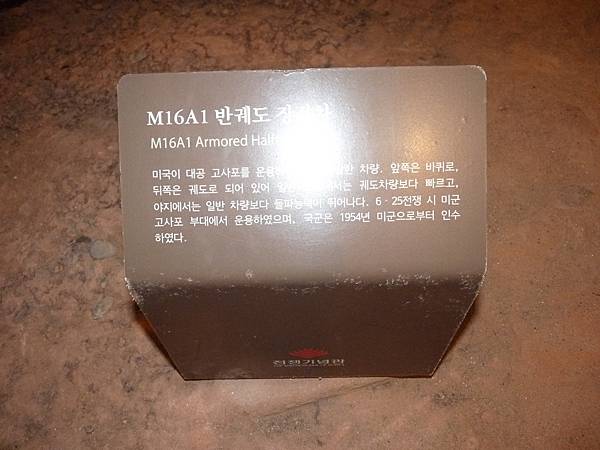 M16A1 반궤도
M16A1 Armored Half
미국이 대공 고사포를 차량. 앞쪽은 바퀴로,
뒤쪽은 궤도로 되어 있어 궤도차량보다 빠르고,
야지에서는 일반 차량보다 뛰어나다. 6 · 25전쟁 시 미군
고사포 부대에서 운용하였으며, 국군은 1954년 미군으로부터 인수
하였다.
전쟁기념관